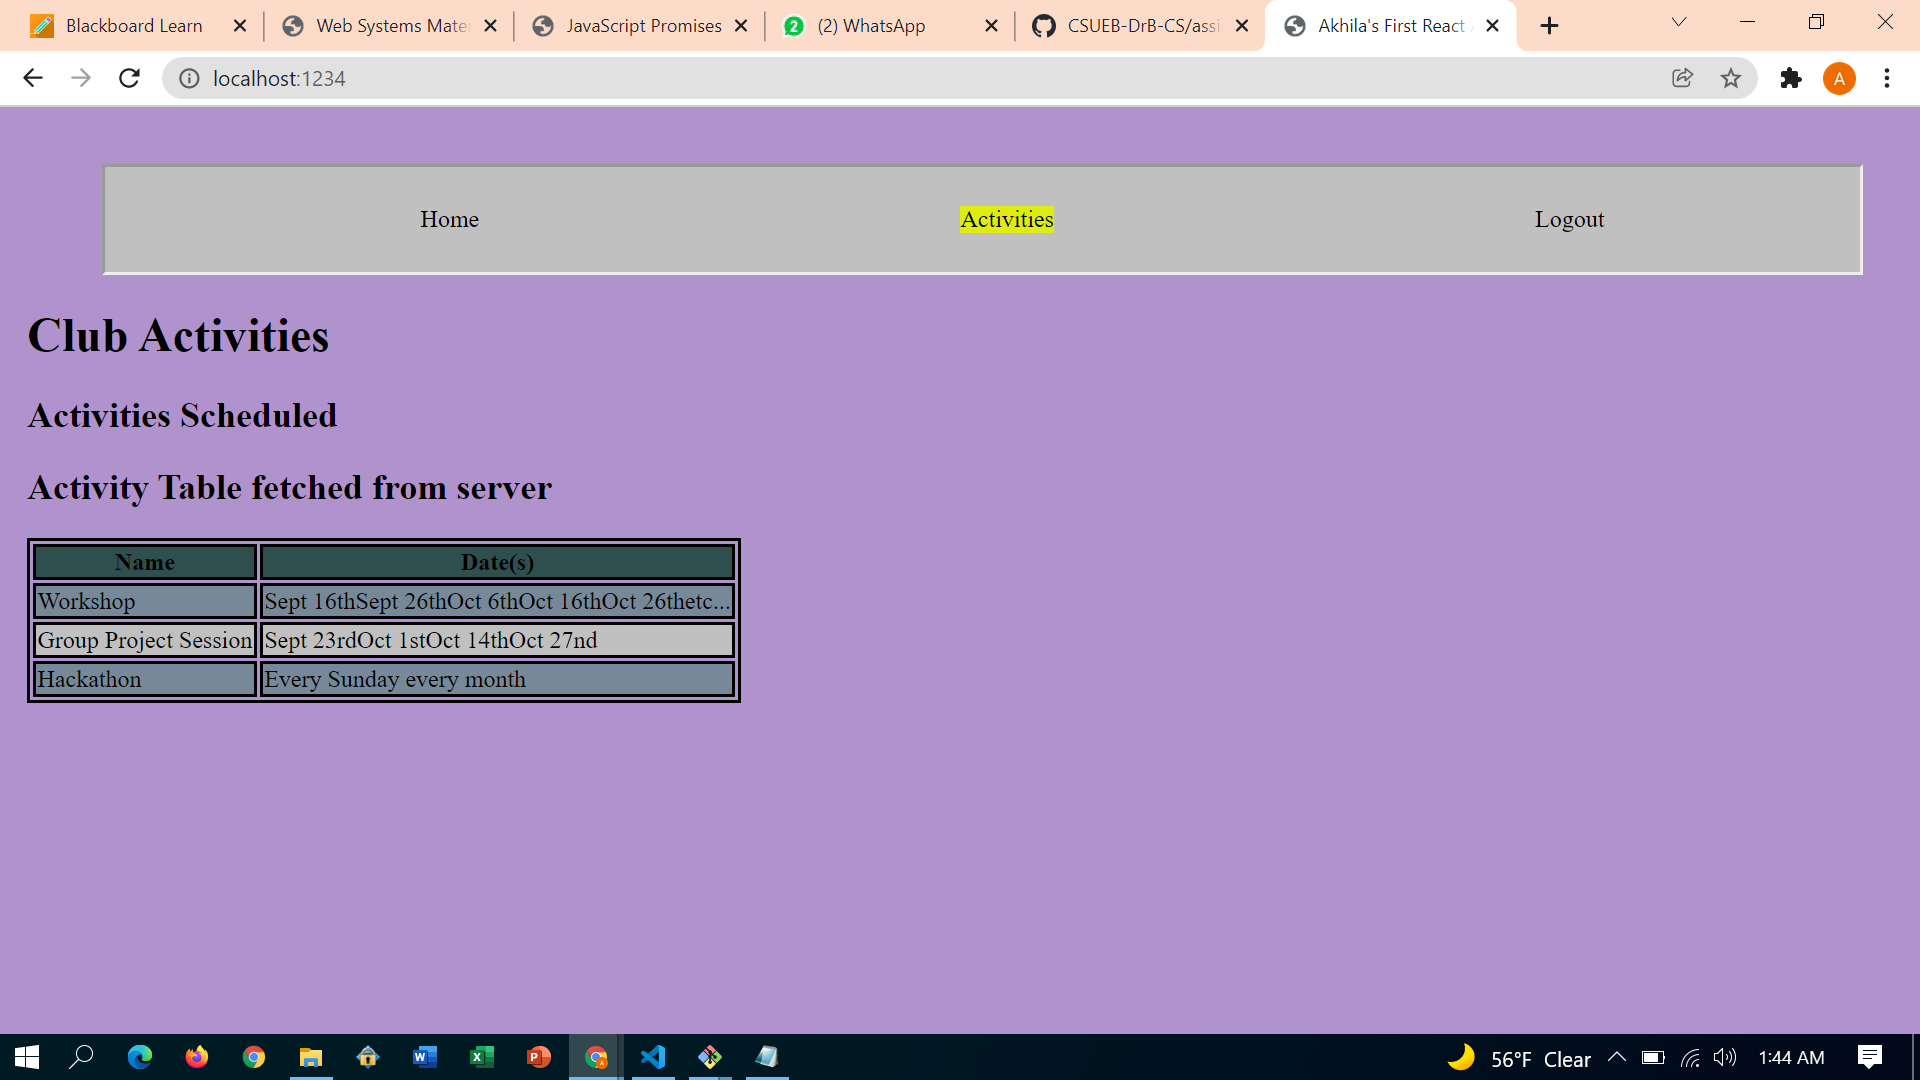 Blackboard Learn
Web Systems Mate
JavaScript Promises
2 (2) WhatsApp
CSUEB-DrB-CS/assi
Akhila's First React
localhost:1234
A
Home Activities Logout
Club Activities
Activities Scheduled
Activity Table fetched from server
Name Date(s)
Workshop Sept 16thSept 26thOct 6thOct 16thOct 26thetc...
Group Project Session Sept 23rdOct 1stOct 14thOct 27nd
Hackathon Every Sunday every month
56°F Clear
1:44 AM